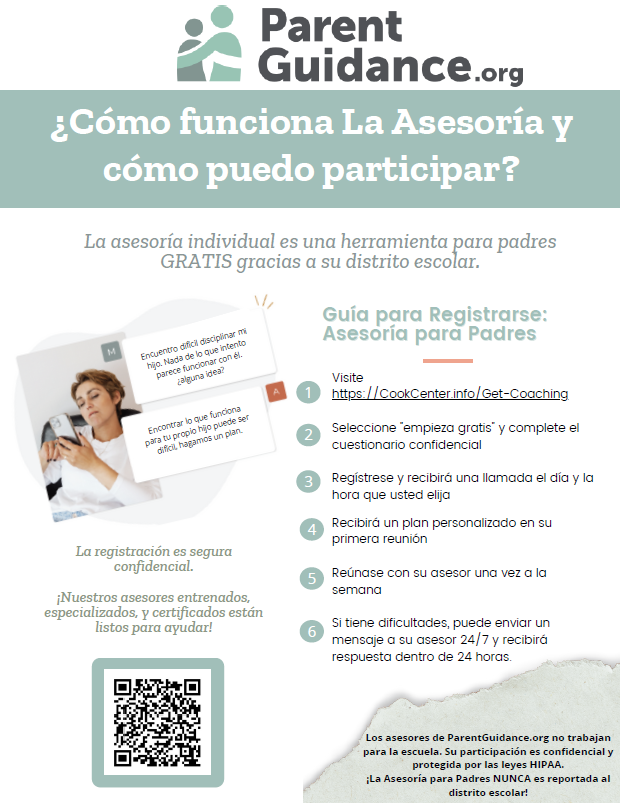 Parent
Guidance.org
¿Cómo funciona La Asesoría y
cómo puedo participar?
La asesoría individual es una herramienta para padres
GRATIS gracias a su distrito escolar.
M
Encuentro difícil disciplinar mi
hijo. Nada de lo que intento
parece funcionar con él.
¿alguna idea?
A
Encontrar lo que funciona
para tu propio hijo puede ser
difícil, hagamos un plan.
La registración es segura
confidencial.
¡Nuestros asesores entrenados,
especializados, y certificados están
listos para ayudar!
Guía para Registrarse:
Asesoría para Padres
1 Visite
https://CookCenter.info/Get-Coaching
2 Seleccione "empieza gratis" y complete el
cuestionario confidencial
3 Regístrese y recibirá una llamada el día y la
hora que usted elija
4 Recibirá un plan personalizado en su
primera reunión
5 Reúnase con su asesor una vez a la
semana
6 Si tiene dificultades, puede enviar un
mensaje a su asesor 24/7 y recibirá
respuesta dentro de 24 horas.
Los asesores de ParentGuidance.org no trabajan
para la escuela. Su participación es confidencial y
protegida por las leyes HIPAA.
¡La Asesoría para Padres NUNCA es reportada al
distrito escolar!